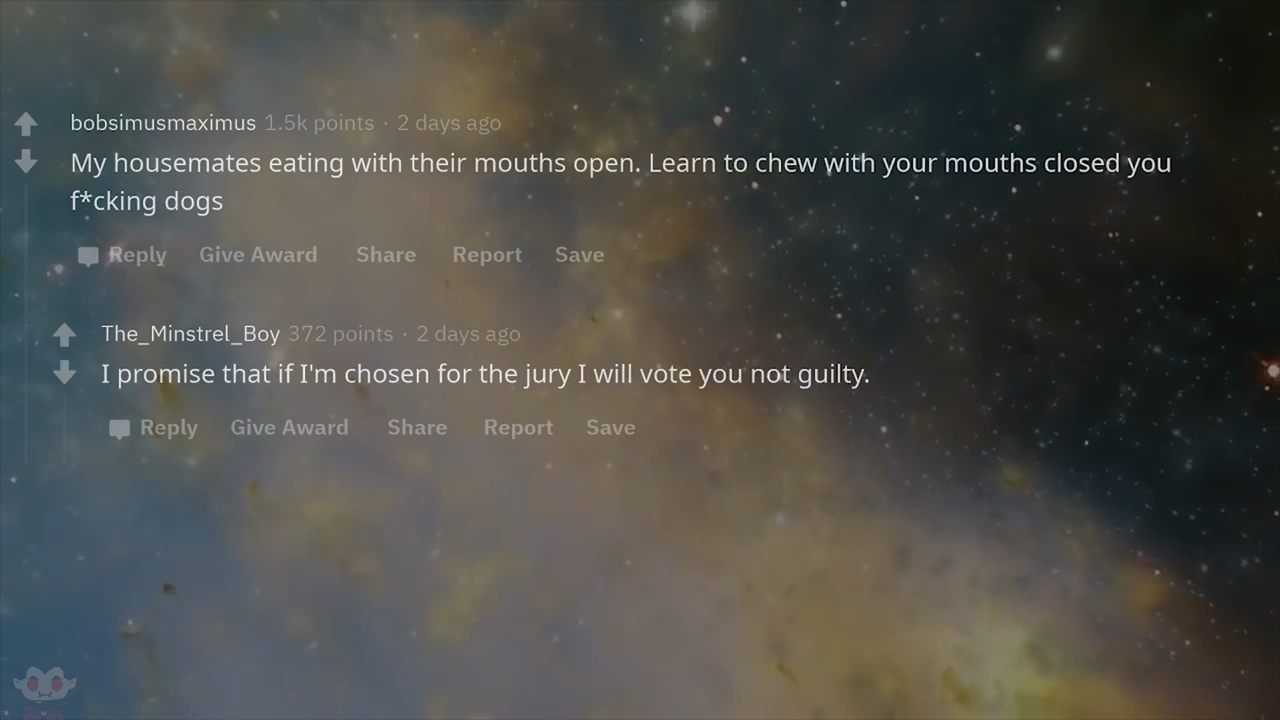 bobsimusmaximus 1.5k points · 2 days ago
My housemates eating with their mouths open. Learn to chew with your mouths closed you
f*cking dogs
Reply Give Award Share Report Save
The_Minstrel_Boy 372 points · 2 days ago
I promise that if I'm chosen for the jury I will vote you not guilty.
Reply Give Award Share Report Save